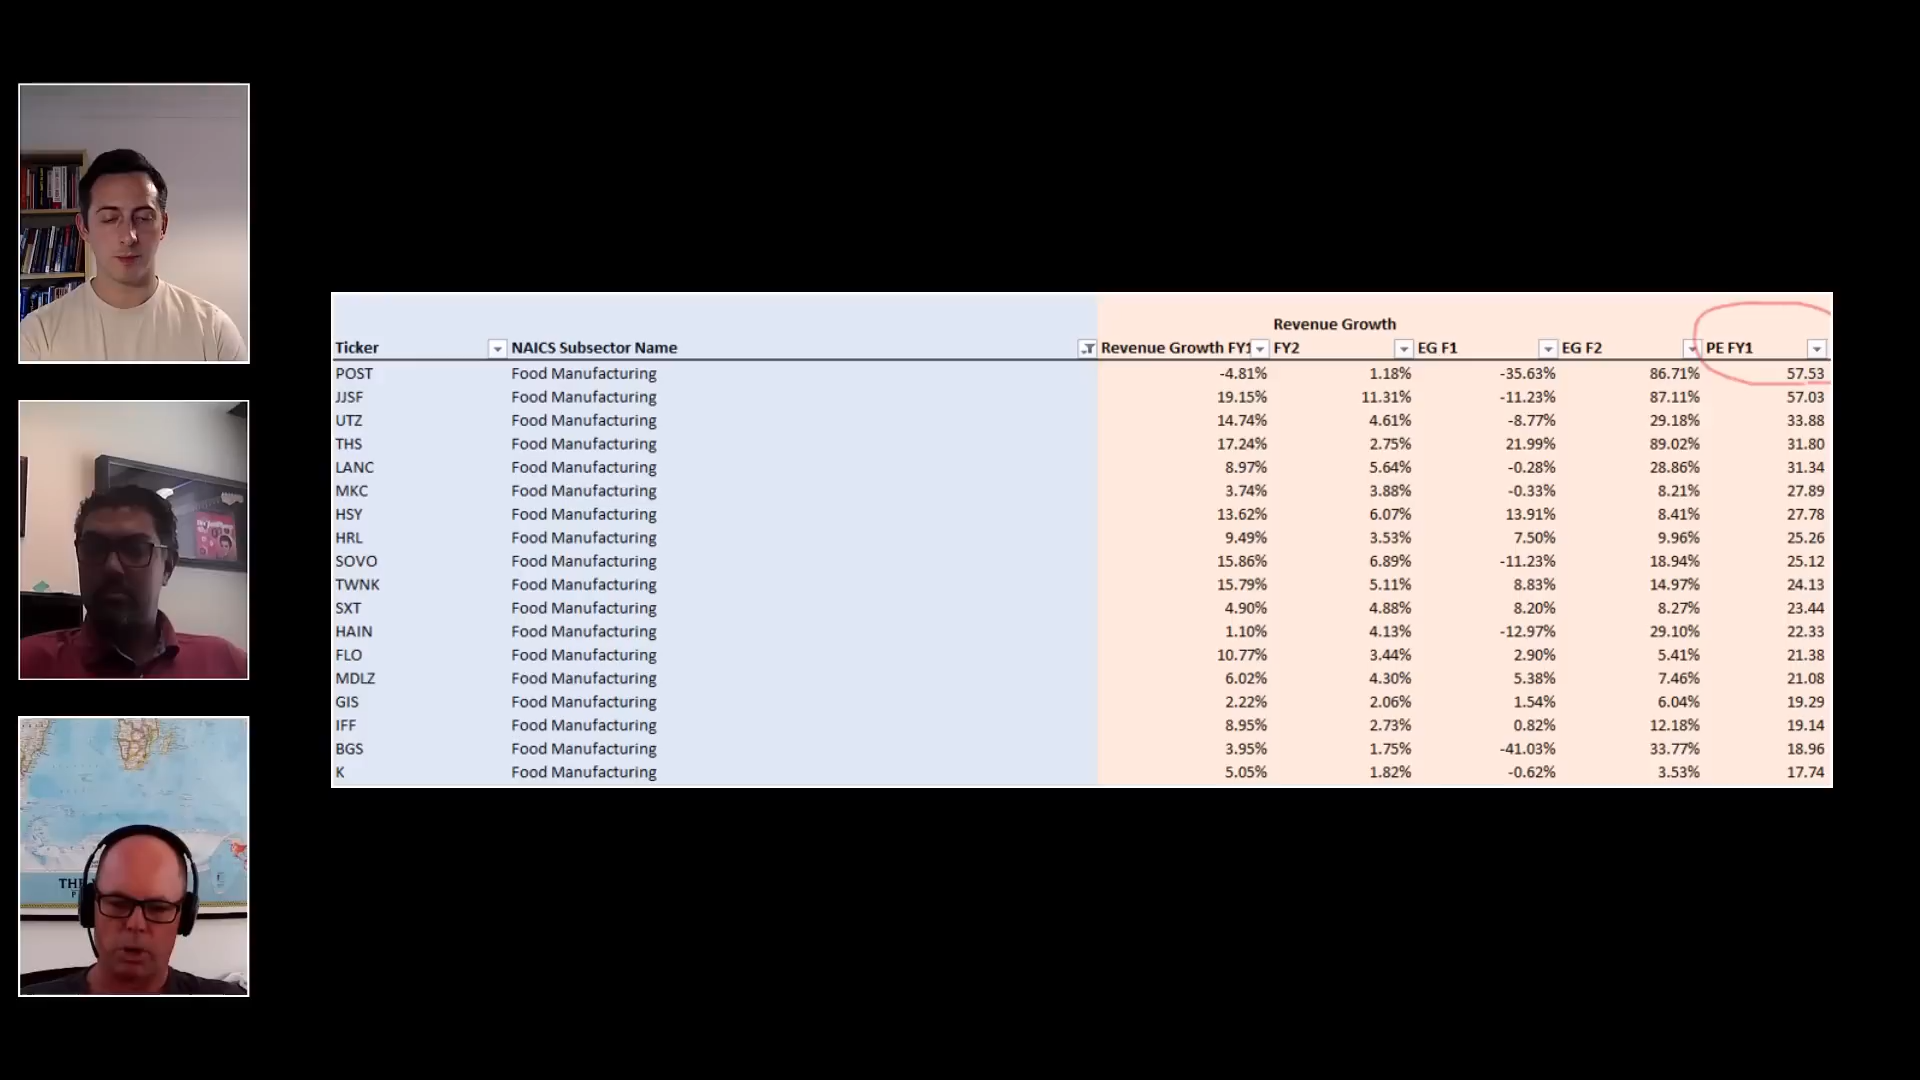 Revenue Growth
Ticker NAICS Subsector Name Revenue Growth FY1 FY2 EG F1 EG F2 PE FY1
POST Food Manufacturing -4.81% 1.18% -35.63% 86.71% 57.53
JJSF Food Manufacturing 19.15% 11.31% -11.23% 87.11% 57.03
UTZ Food Manufacturing 14.74% 4.61% -8.77% 29.18% 33.88
THS Food Manufacturing 17.24% 2.75% 21.99% 89.02% 31.80
LANC Food Manufacturing 8.97% 5.64% -0.28% 28.86% 31.34
MKC Food Manufacturing 3.74% 3.88% -0.33% 8.21% 27.89
HSY Food Manufacturing 13.62% 6.07% 13.91% 8.41% 27.78
HRL Food Manufacturing 9.49% 3.53% 7.50% 9.96% 25.26
SOVO Food Manufacturing 15.86% 6.89% -11.23% 18.94% 25.12
TWNK Food Manufacturing 15.79% 5.11% 8.83% 14.97% 24.13
SXT Food Manufacturing 4.90% 4.88% 8.20% 8.27% 23.44
HAIN Food Manufacturing 1.10% 4.13% -12.97% 29.10% 22.33
FLO Food Manufacturing 10.77% 3.44% 2.90% 5.41% 21.38
MDLZ Food Manufacturing 6.02% 4.30% 5.38% 7.46% 21.08
GIS Food Manufacturing 2.22% 2.06% 1.54% 6.04% 19.29
IFF Food Manufacturing 8.95% 2.73% 0.82% 12.18% 19.14
BGS Food Manufacturing 3.95% 1.75% -41.03% 33.77% 18.96
K Food Manufacturing 5.05% 1.82% -0.62% 3.53% 17.74